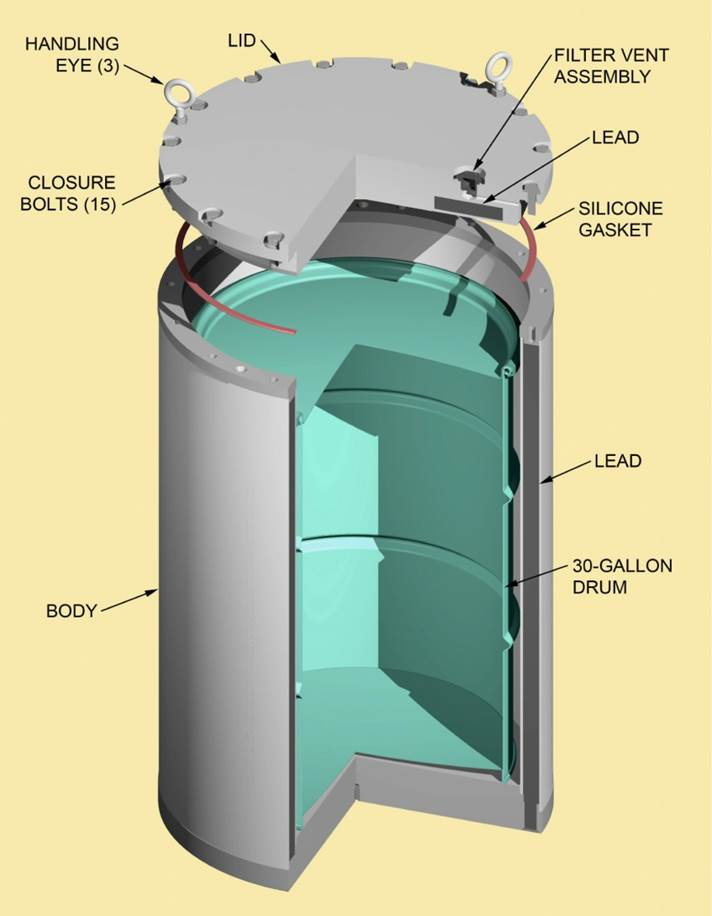 HANDLING
EYE (3)
LID
FILTER VENT
ASSEMBLY
LEAD
CLOSURE
BOLTS (15)
SILICONE
GASKET
LEAD
30-GALLON
DRUM
BODY